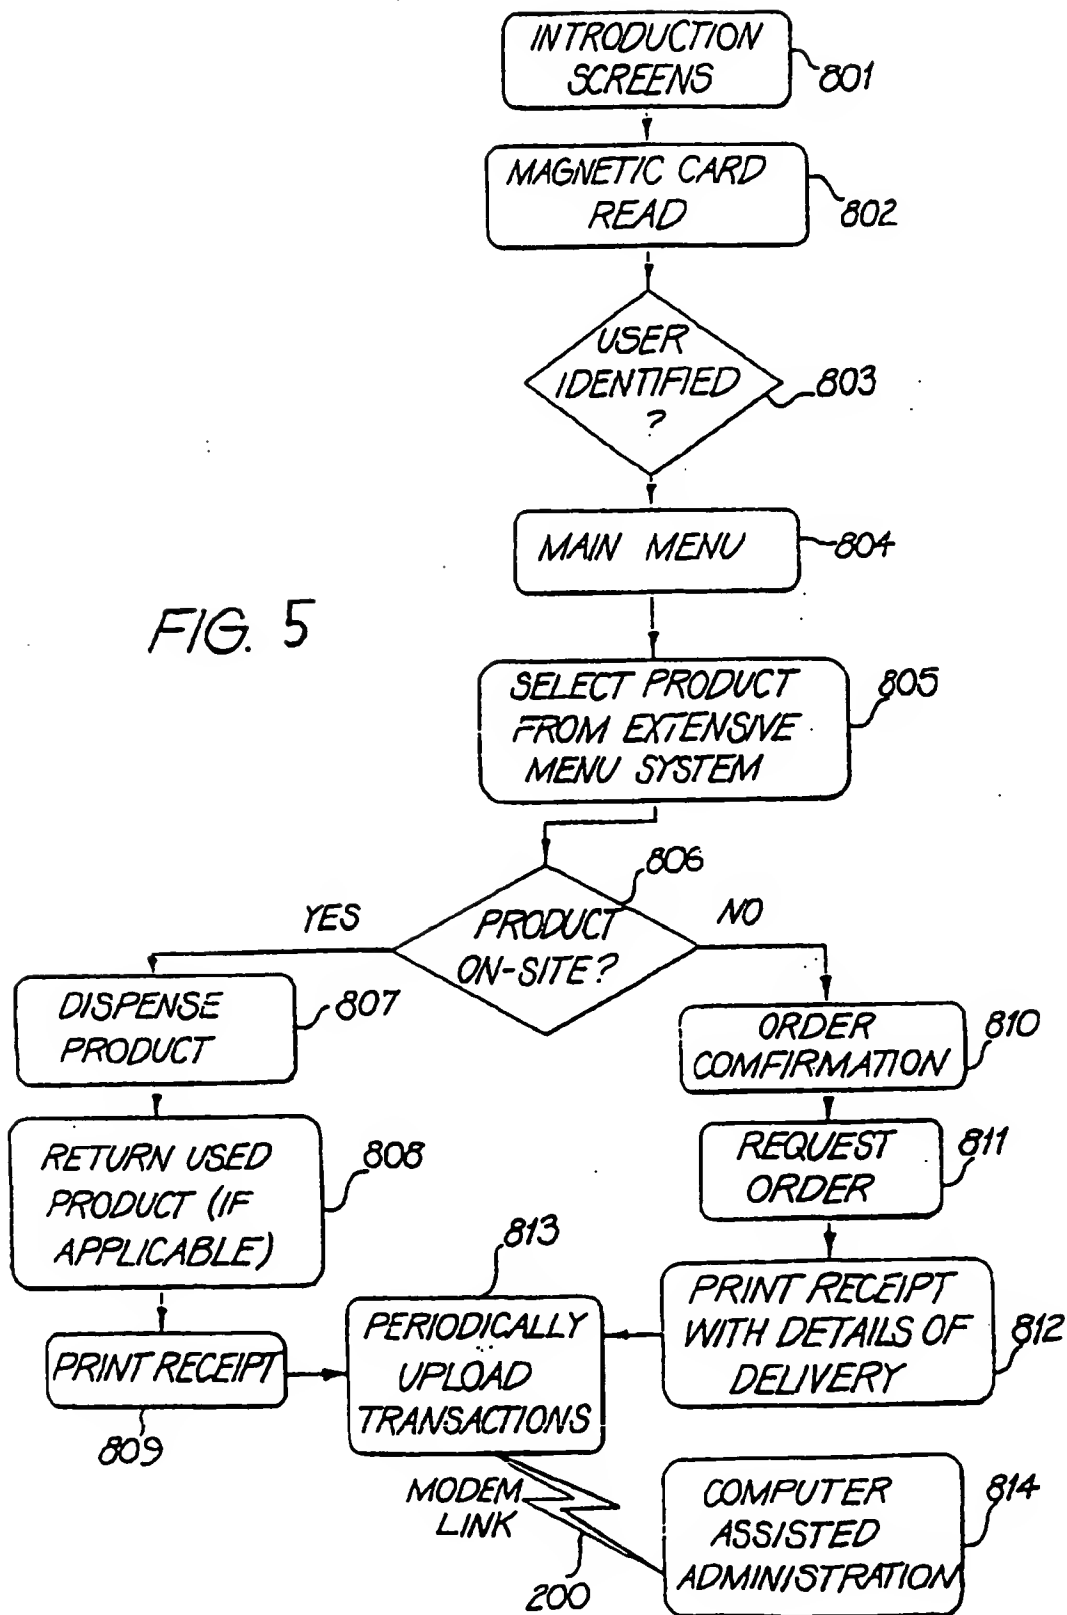 INTRODUCTION
SCREENS
801
MAGNETIC CARD
READ
802
USER
IDENTIFIED
?
803
MAIN MENU
804
FIG. 5
SELECT PRODUCT
FROM EXTENSIVE
MENU SYSTEM
805
PRODUCT
ON-SITE?
806
YES
NO
DISPENSE
PRODUCT
807
ORDER
COMFIRMATION
810
RETURN USED
PRODUCT (IF
APPLICABLE)
808
REQUEST
ORDER
811
PRINT RECEIPT
809
PERIODICALLY
UPLOAD
TRANSACTIONS
813
PRINT RECEIPT
WITH DETAILS OF
DELIVERY
812
MODEM
LINK
200
COMPUTER
ASSISTED
ADMINISTRATION
814